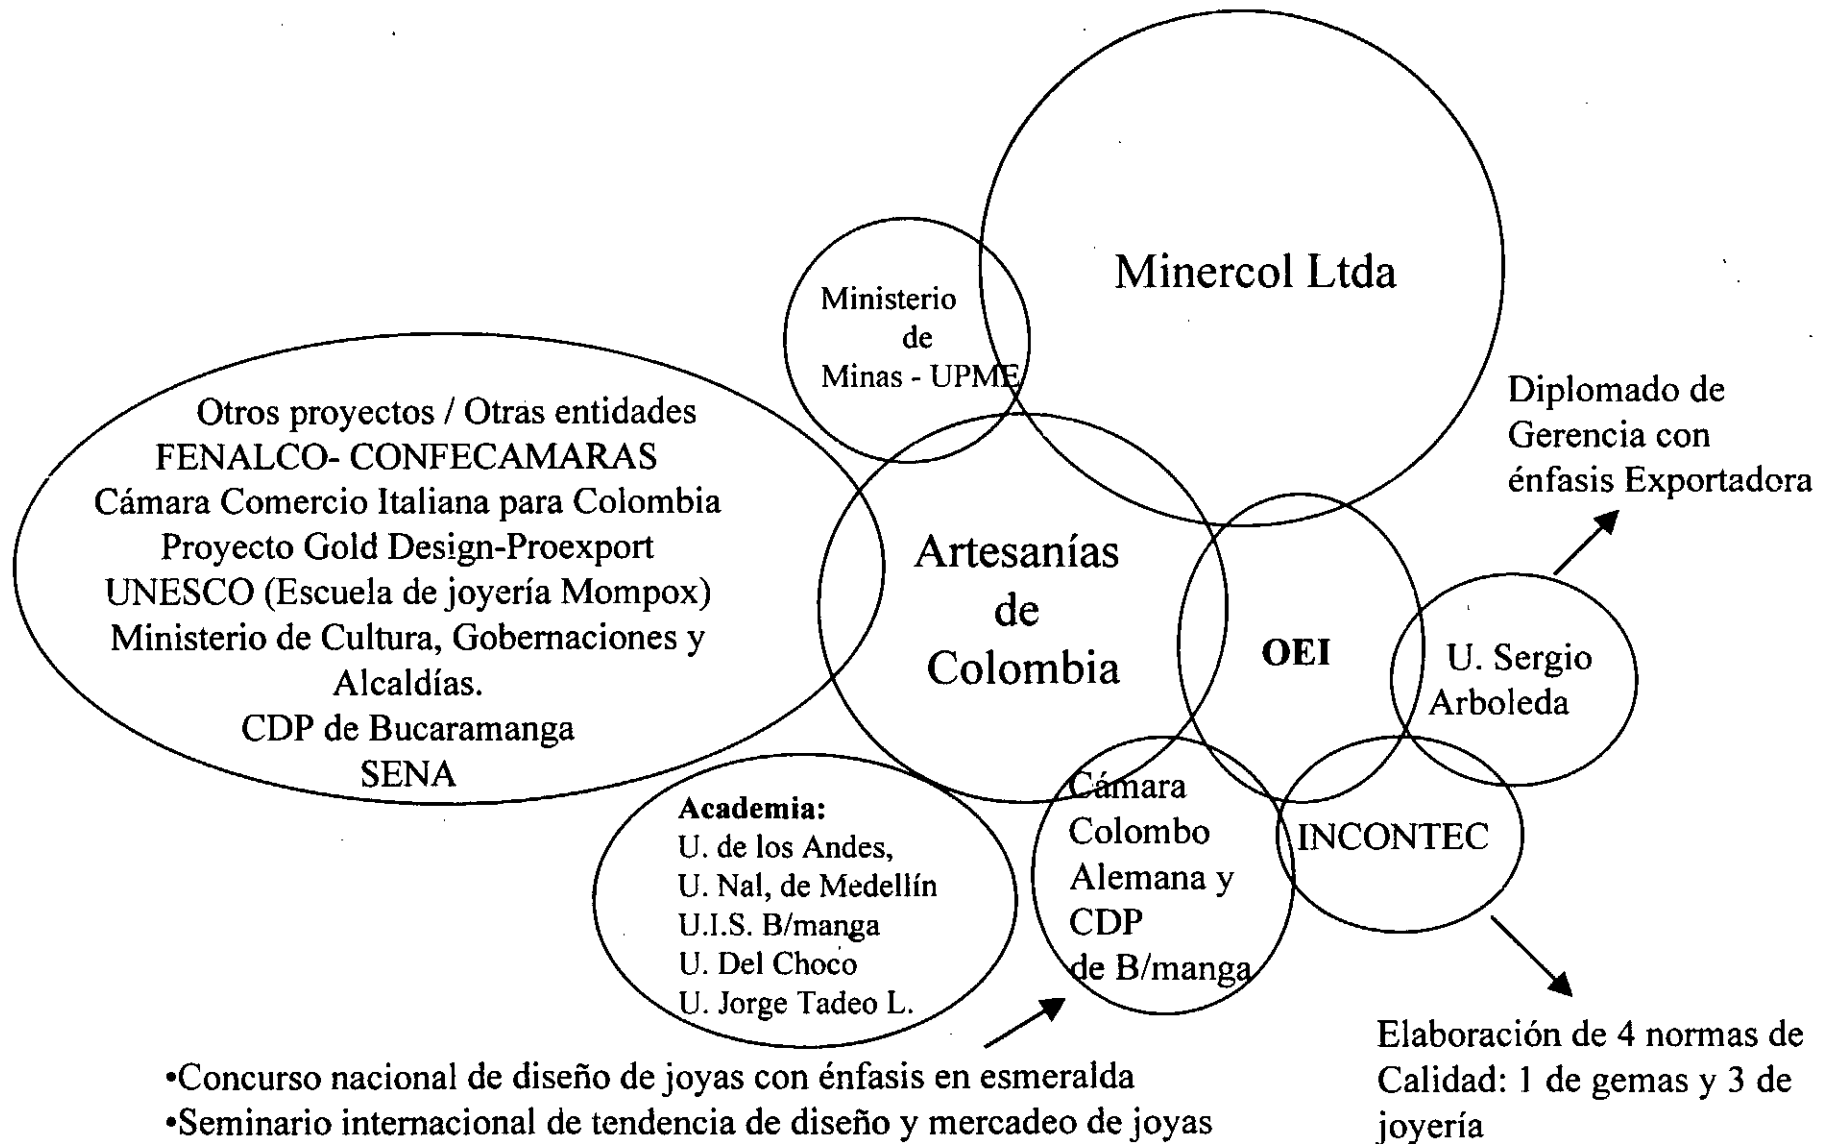 Minercol Ltda
Ministerio
de
Minas - UPME
Otros proyectos / Otras entidades
FENALCO- CONFECAMARAS
Cámara Comercio Italiana para Colombia
Proyecto Gold Design-Proexport
UNESCO (Escuela de joyería Mompox)
Ministerio de Cultura, Gobernaciones y
Alcaldías.
CDP de Bucaramanga
SENA
Artesanías
de
Colombia
OEI
Diplomado de
Gerencia con
énfasis Exportadora
U. Sergio
Arboleda
INCONTEC
Cámara
Colombo
Alemana y
CDP
de B/manga
Academia:
U. de los Andes,
U. Nal, de Medellín
U.I.S. B/manga
U. Del Choco
U. Jorge Tadeo L.
•Concurso nacional de diseño de joyas con énfasis en esmeralda
•Seminario internacional de tendencia de diseño y mercadeo de joyas
Elaboración de 4 normas de
Calidad: 1 de gemas y 3 de
joyería